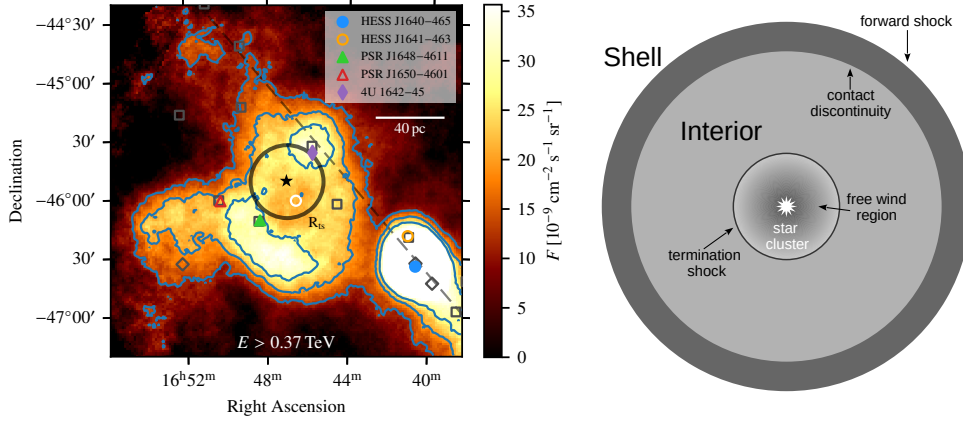 HESS J1640−465
HESS J1641−463
PSR J1648−4611
PSR J1650−4601
4U 1642−45
40 pc
R_ts
E > 0.37 TeV
−44°30′
−45°00′
30′
−46°00′
30′
−47°00′
Declination
16ʰ52ᵐ
48ᵐ
44ᵐ
40ᵐ
Right Ascension
35
30
25
20
15
10
5
0
F [10⁻⁹ cm⁻² s⁻¹ sr⁻¹]
Shell
forward shock
contact
discontinuity
Interior
free wind
region
star
cluster
termination
shock